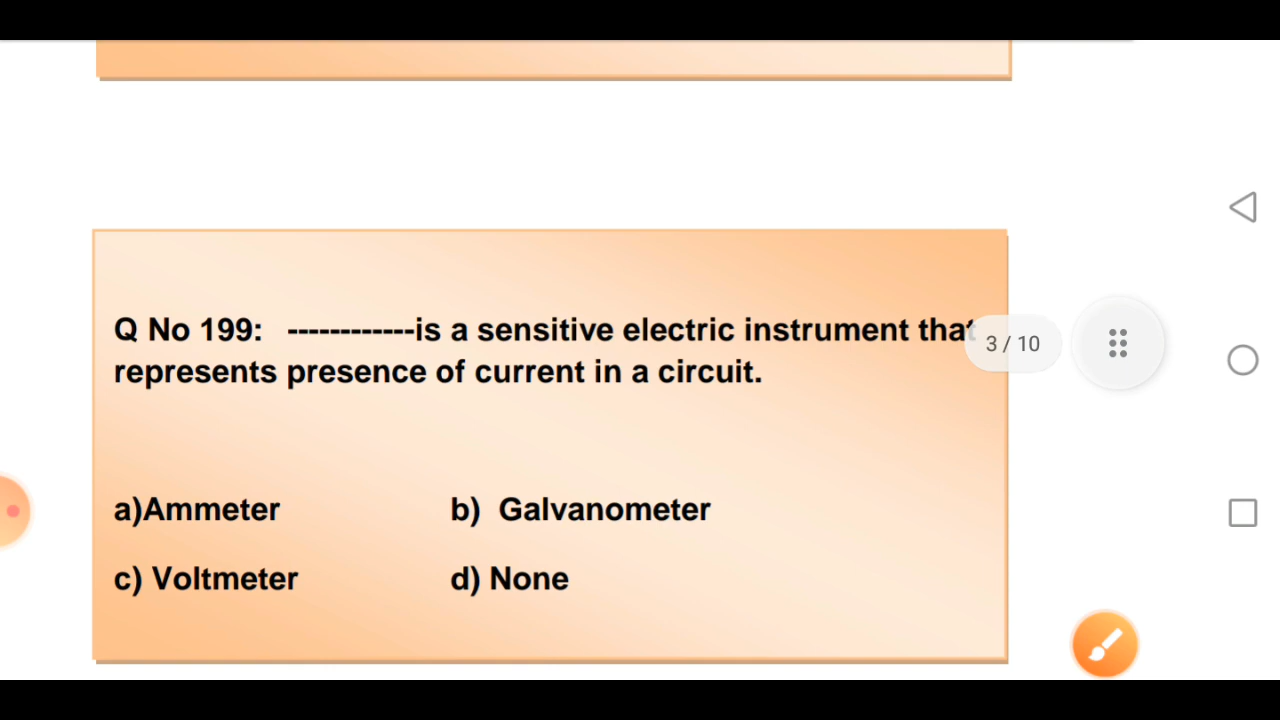 Q No 199: ------------is a sensitive electric instrument that
represents presence of current in a circuit.
3 / 10
a)Ammeter b) Galvanometer
c) Voltmeter d) None